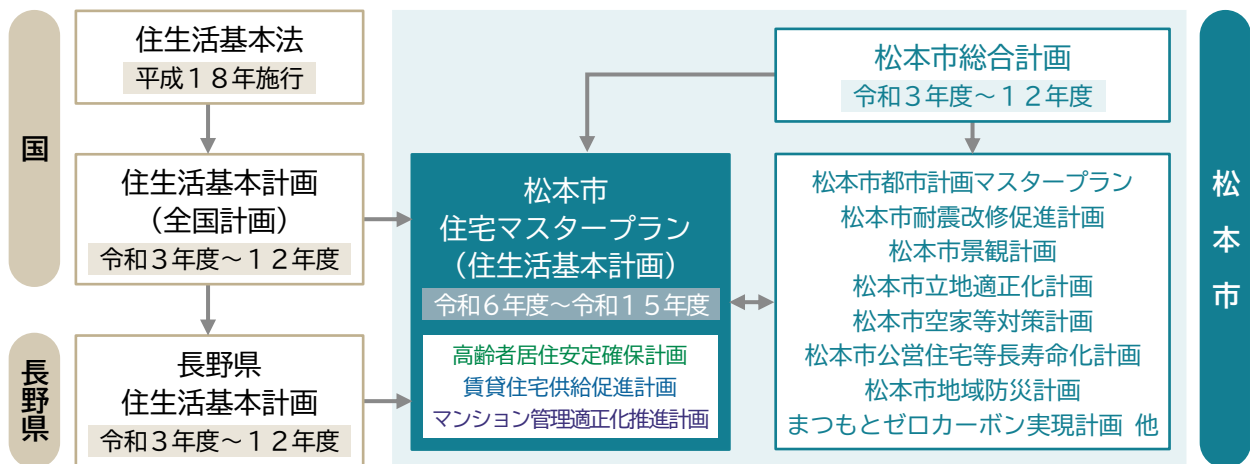 国
住生活基本法
平成１８年施行
住生活基本計画
（全国計画）
令和３年度～１２年度
長野県
長野県
住生活基本計画
令和３年度～１２年度
松本市
住宅マスタープラン
（住生活基本計画）
令和６年度～令和１５年度
高齢者居住安定確保計画
賃貸住宅供給促進計画
マンション管理適正化推進計画
松本市総合計画
令和３年度～１２年度
松本市都市計画マスタープラン
松本市耐震改修促進計画
松本市景観計画
松本市立地適正化計画
松本市空家等対策計画
松本市公営住宅等長寿命化計画
松本市地域防災計画
まつもとゼロカーボン実現計画 他
松本市